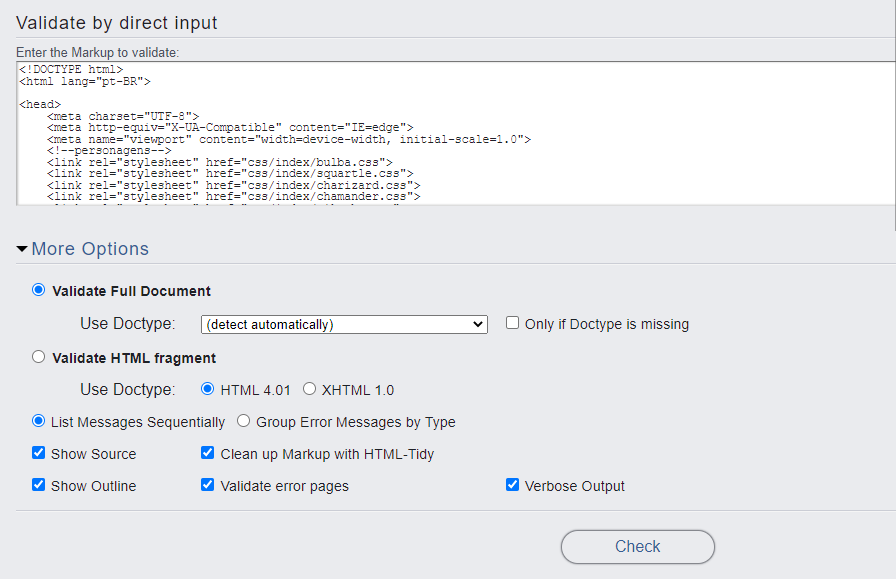 Validate by direct input
Enter the Markup to validate:
<!DOCTYPE html>
<html lang="pt-BR">
<head>
<meta charset="UTF-8">
<meta http-equiv="X-UA-Compatible" content="IE=edge">
<meta name="viewport" content="width=device-width, initial-scale=1.0">
<!--personagens-->
<link rel="stylesheet" href="css/index/bulba.css">
<link rel="stylesheet" href="css/index/squartle.css">
<link rel="stylesheet" href="css/index/charizard.css">
<link rel="stylesheet" href="css/index/chamander.css">
More Options
Validate Full Document
Use Doctype: (detect automatically) Only if Doctype is missing
Validate HTML fragment
Use Doctype: HTML 4.01 XHTML 1.0
List Messages Sequentially Group Error Messages by Type
Show Source Clean up Markup with HTML-Tidy
Show Outline Validate error pages Verbose Output
Check